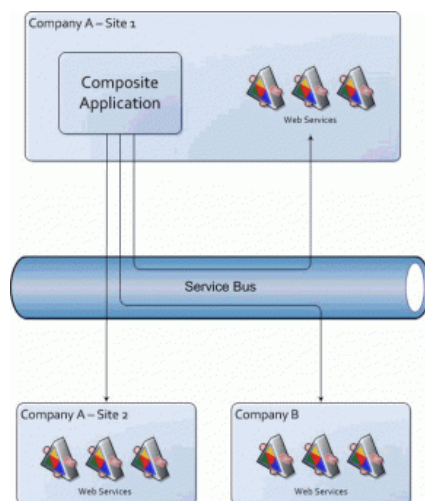 Company A – Site 1
Composite
Application
Web Services
Service Bus
Company A – Site 2
Web Services
Company B
Web Services